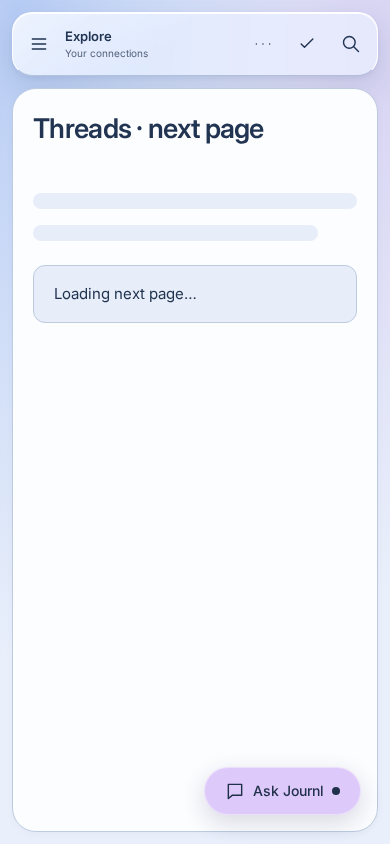 Explore
Your connections
Threads · next page
Loading next page...
Ask Journl